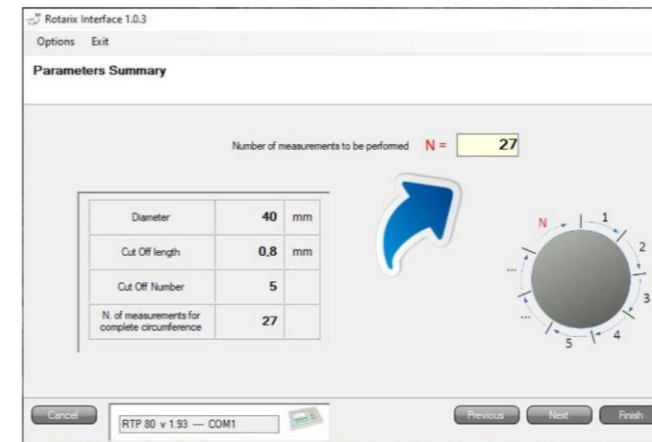 Rotarix Interface 1.0.3
Options Exit
Parameters Summary
Number of measurements to be performed N = 27
Diameter 40 mm
Cut Off length 0,8 mm
Cut Off Number 5
N. of measurements for
complete circumference 27
N 1
2
3
4
5
...
...
RTP 80 v 1.93 — COM1
Cancel Previous Next Finish